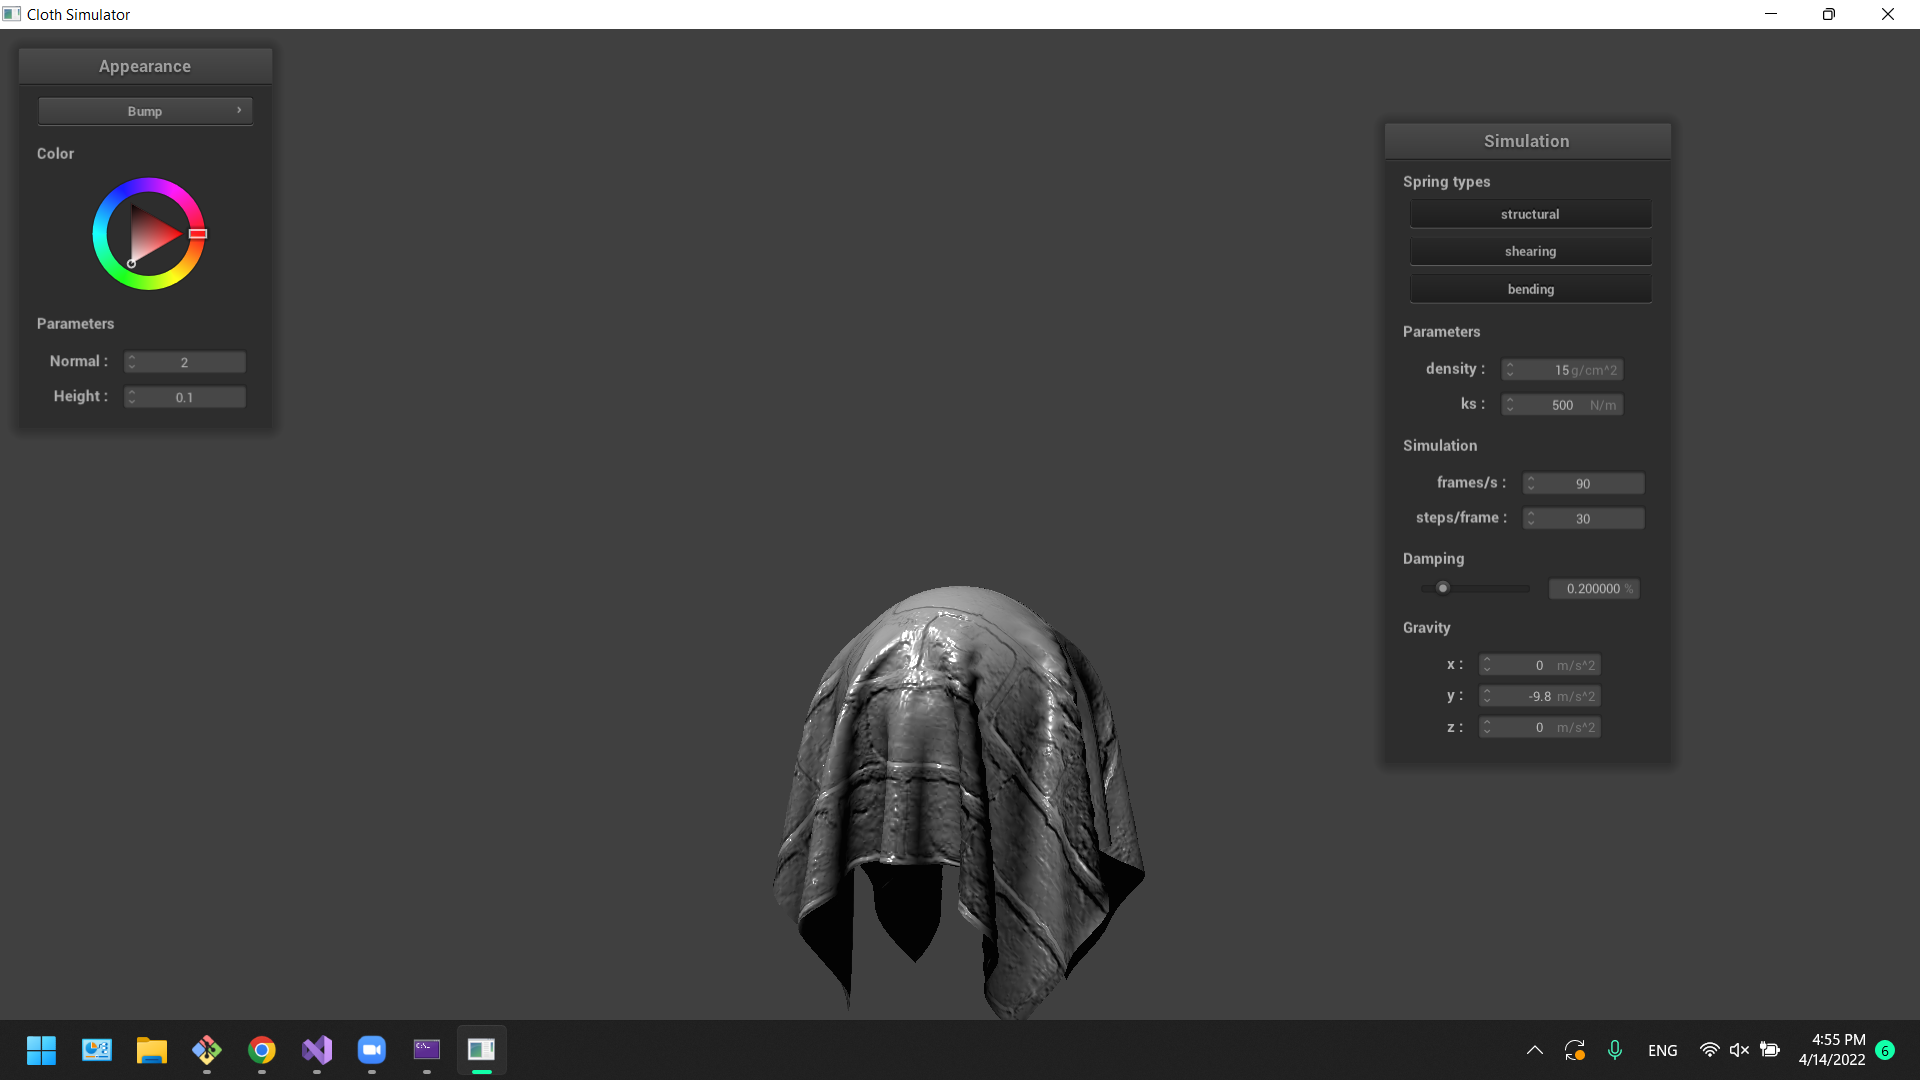 Cloth Simulator
Appearance
Bump
Color
Parameters
Normal : 2
Height : 0.1
Simulation
Spring types
structural
shearing
bending
Parameters
density : 15 g/cm^2
ks : 500 N/m
Simulation
frames/s : 90
steps/frame : 30
Damping
0.200000 %
Gravity
x : 0 m/s^2
y : -9.8 m/s^2
z : 0 m/s^2
ENG
4:55 PM
4/14/2022
6